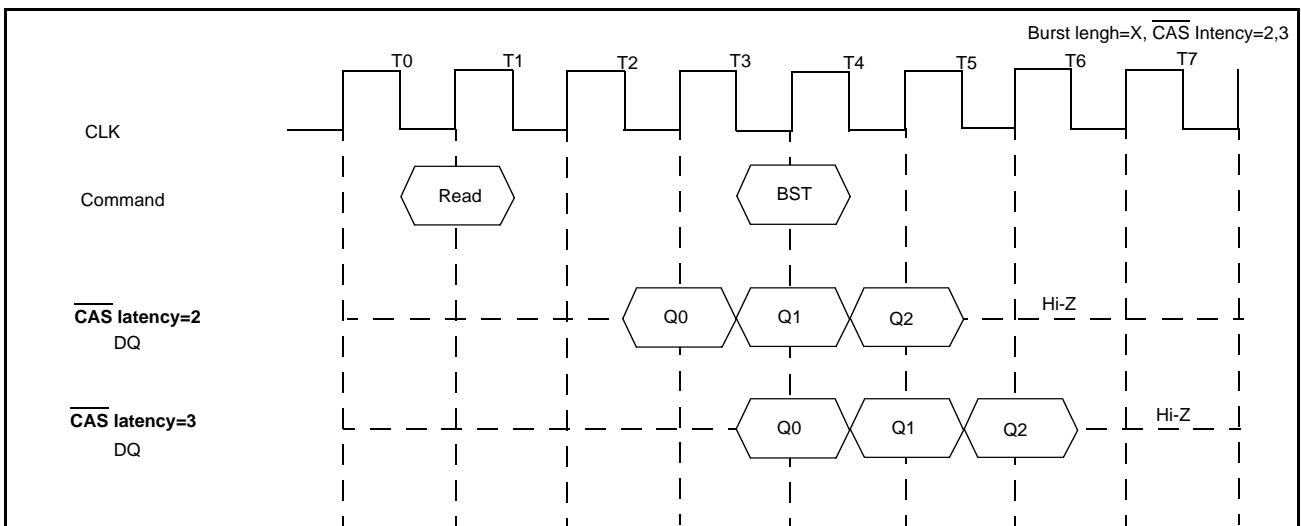 Burst lengh=X, CAS Intency=2,3
T0 T1 T2 T3 T4 T5 T6 T7
CLK
Command Read BST
CAS latency=2
DQ
Q0 Q1 Q2 Hi-Z
CAS latency=3
DQ
Q0 Q1 Q2 Hi-Z